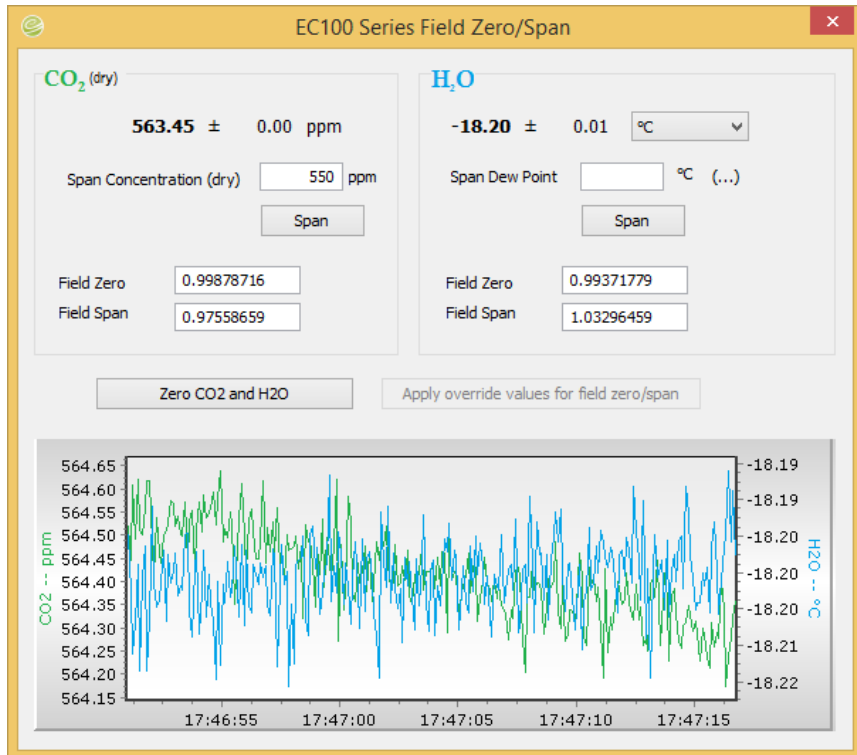 EC100 Series Field Zero/Span
CO2 (dry)
563.45 ± 0.00 ppm
Span Concentration (dry) 550 ppm
Span
Field Zero 0.99878716
Field Span 0.97558659
H2O
-18.20 ± 0.01 ºC
Span Dew Point ºC (...)
Span
Field Zero 0.99371779
Field Span 1.03296459
Zero CO2 and H2O
Apply override values for field zero/span
CO2 -- ppm
564.65
564.60
564.55
564.50
564.45
564.40
564.35
564.30
564.25
564.20
564.15
-18.19
-18.19
-18.20
-18.20
-18.20
-18.21
-18.22
H2O -- ºC
17:46:55 17:47:00 17:47:05 17:47:10 17:47:15